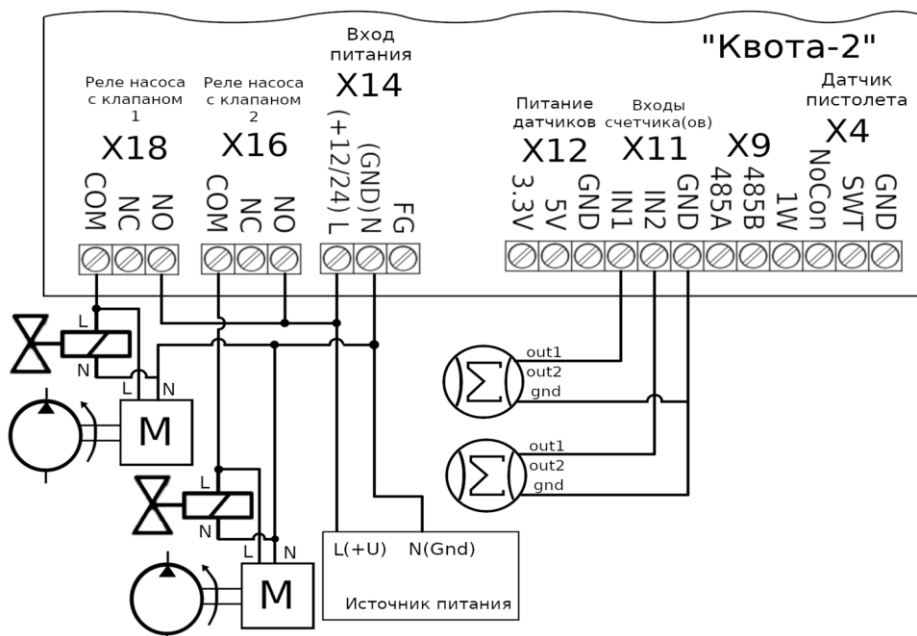 "Квота-2"
Вход
питания
X14
Реле насоса
с клапаном
1
X18
Реле насоса
с клапаном
2
X16
Питание
датчиков
X12
Входы
счетчика(ов)
X11
X9
Датчик
пистолета
X4
COM
NC
NO
COM
NC
NO
(+12/24) L
(GND) N
FG
3.3V
5V
GND
IN1
IN2
GND
485A
485B
1W
NoCon
SWT
GND
L
N
L
N
M
out1
out2
gnd
out1
out2
gnd
L
N
L
N
M
L(+U)
N(Gnd)
Источник питания